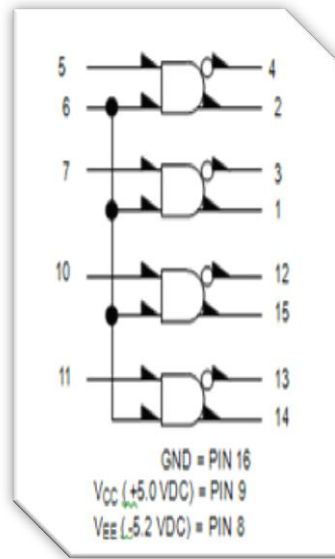 5 4
6 2
7 3
1
10 12
15
11 13
14
GND = PIN 16
VCC (+5.0 VDC) = PIN 9
VEE (-5.2 VDC) = PIN 8